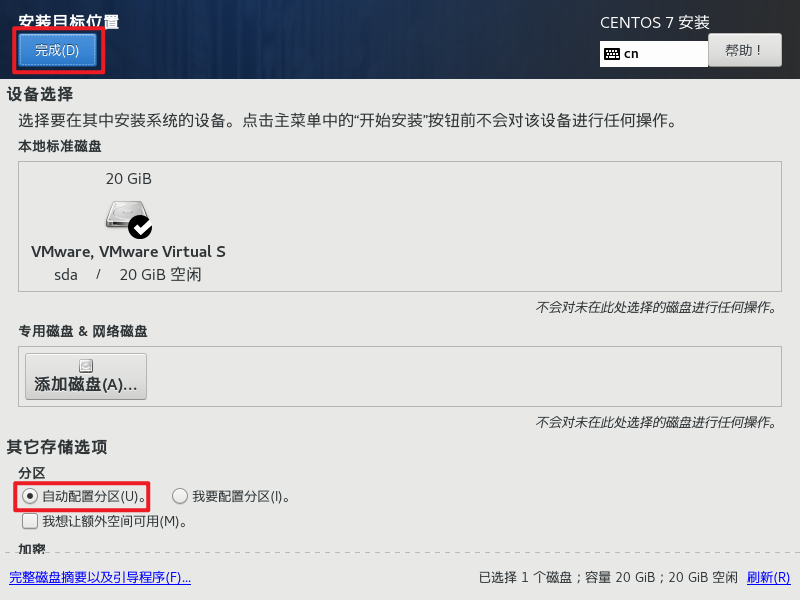 安装目标位置
CENTOS 7 安装
完成(D)
cn
帮助！
设备选择
选择要在其中安装系统的设备。点击主菜单中的“开始安装”按钮前不会对该设备进行任何操作。
本地标准磁盘
20 GiB
VMware, VMware Virtual S
sda / 20 GiB 空闲
不会对未在此处选择的磁盘进行任何操作。
专用磁盘 & 网络磁盘
添加磁盘(A)...
不会对未在此处选择的磁盘进行任何操作。
其它存储选项
分区
自动配置分区(U)。 我要配置分区(I)。
我想让额外空间可用(M)。
加密
完整磁盘摘要以及引导程序(F)...
已选择 1 个磁盘；容量 20 GiB；20 GiB 空闲 刷新(R)